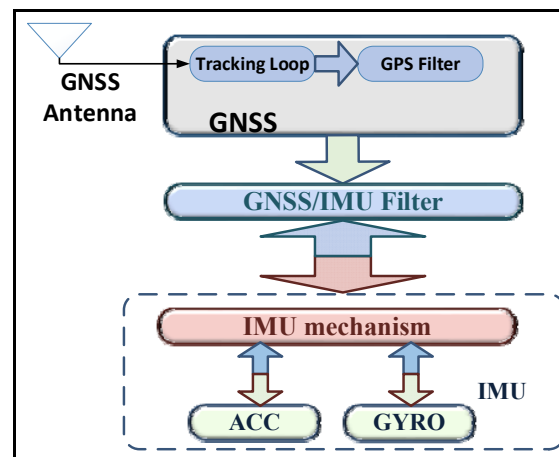 Tracking Loop
GPS Filter
GNSS
Antenna
GNSS
GNSS/IMU Filter
IMU mechanism
IMU
ACC
GYRO